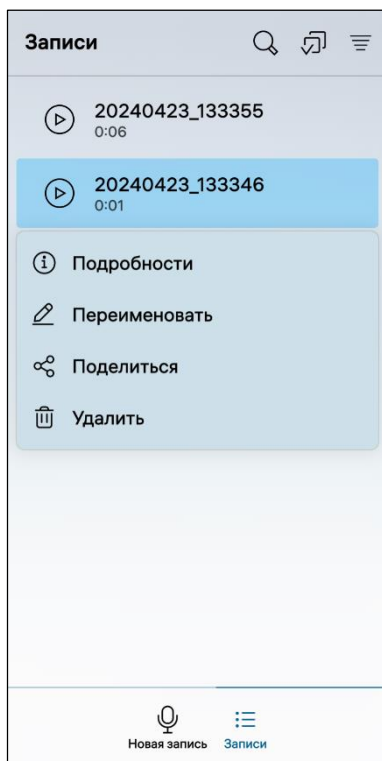 Записи
20240423_133355
0:06
20240423_133346
0:01
Подробности
Переименовать
Поделиться
Удалить
Новая запись
Записи